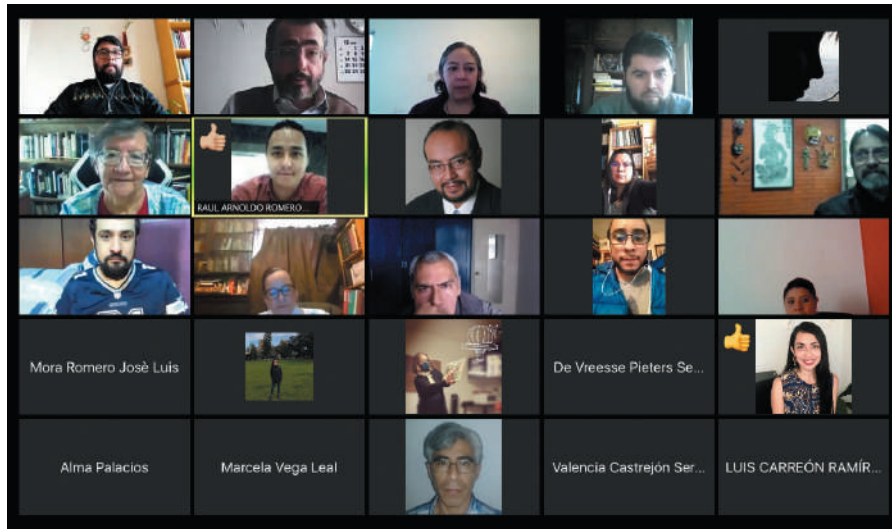 RAUL ARNOLDO ROMERO...
Mora Romero Josè Luis
De Vreesse Pieters Se...
Alma Palacios
Marcela Vega Leal
Valencia Castrejón Ser...
LUIS CARREÓN RAMÍR...